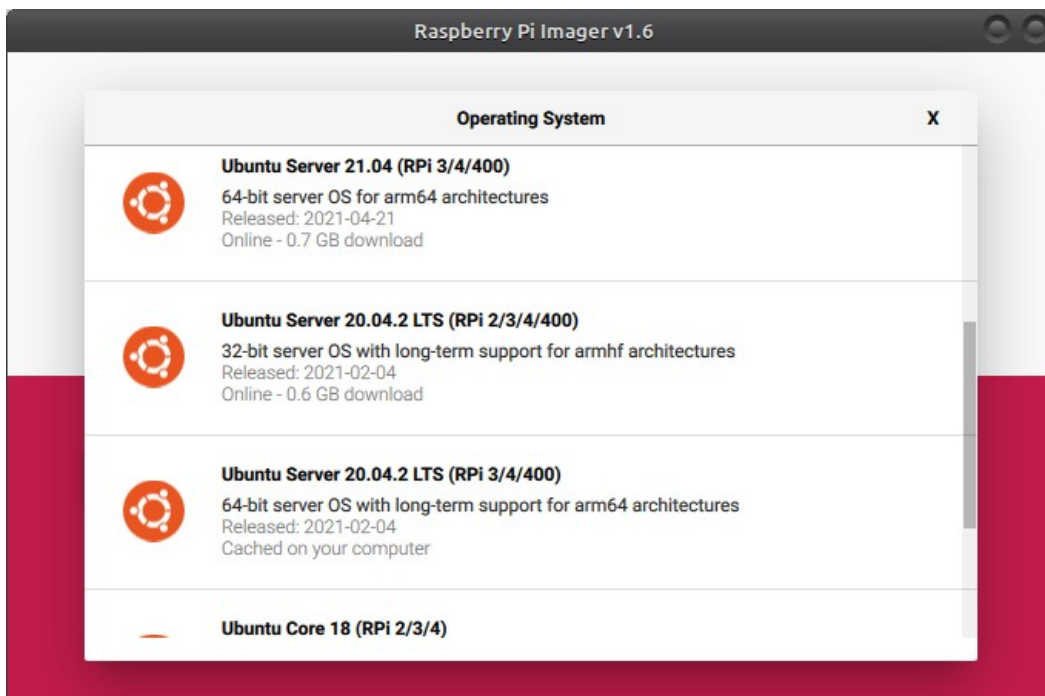 Raspberry Pi Imager v1.6
Operating System
X
Ubuntu Server 21.04 (RPi 3/4/400)
64-bit server OS for arm64 architectures
Released: 2021-04-21
Online - 0.7 GB download
Ubuntu Server 20.04.2 LTS (RPi 2/3/4/400)
32-bit server OS with long-term support for armhf architectures
Released: 2021-02-04
Online - 0.6 GB download
Ubuntu Server 20.04.2 LTS (RPi 3/4/400)
64-bit server OS with long-term support for arm64 architectures
Released: 2021-02-04
Cached on your computer
Ubuntu Core 18 (RPi 2/3/4)